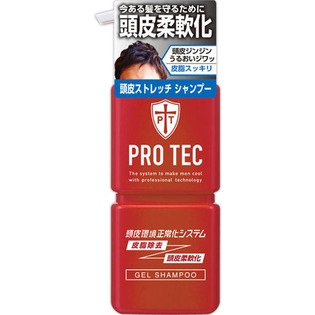 今ある髪を守るために
頭皮柔軟化
頭皮ジンジン
うるおいジワッ
皮脂スッキリ
頭皮ストレッチ シャンプー
PT
PRO TEC
The system to make men cool
with professional technology
頭皮環境正常化システム
皮脂除去
頭皮柔軟化
GEL SHAMPOO